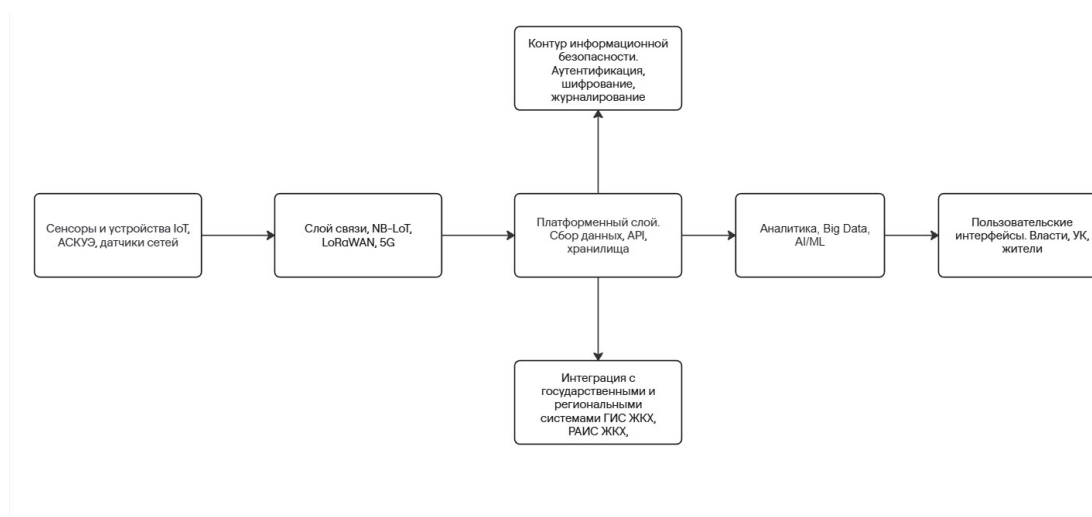 Контур информационной
безопасности.
Аутентификация,
шифрование,
журналирование
Сенсоры и устройства IoT,
АСКУЭ, датчики сетей
Слой связи, NB-LoT,
LoRaWAN, 5G
Платформенный слой.
Сбор данных, API,
хранилища
Аналитика, Big Data,
AI/ML
Пользовательские
интерфейсы. Власти, УК,
жители
Интеграция с
государственными и
региональными
системами ГИС ЖКХ,
РАИС ЖКХ,